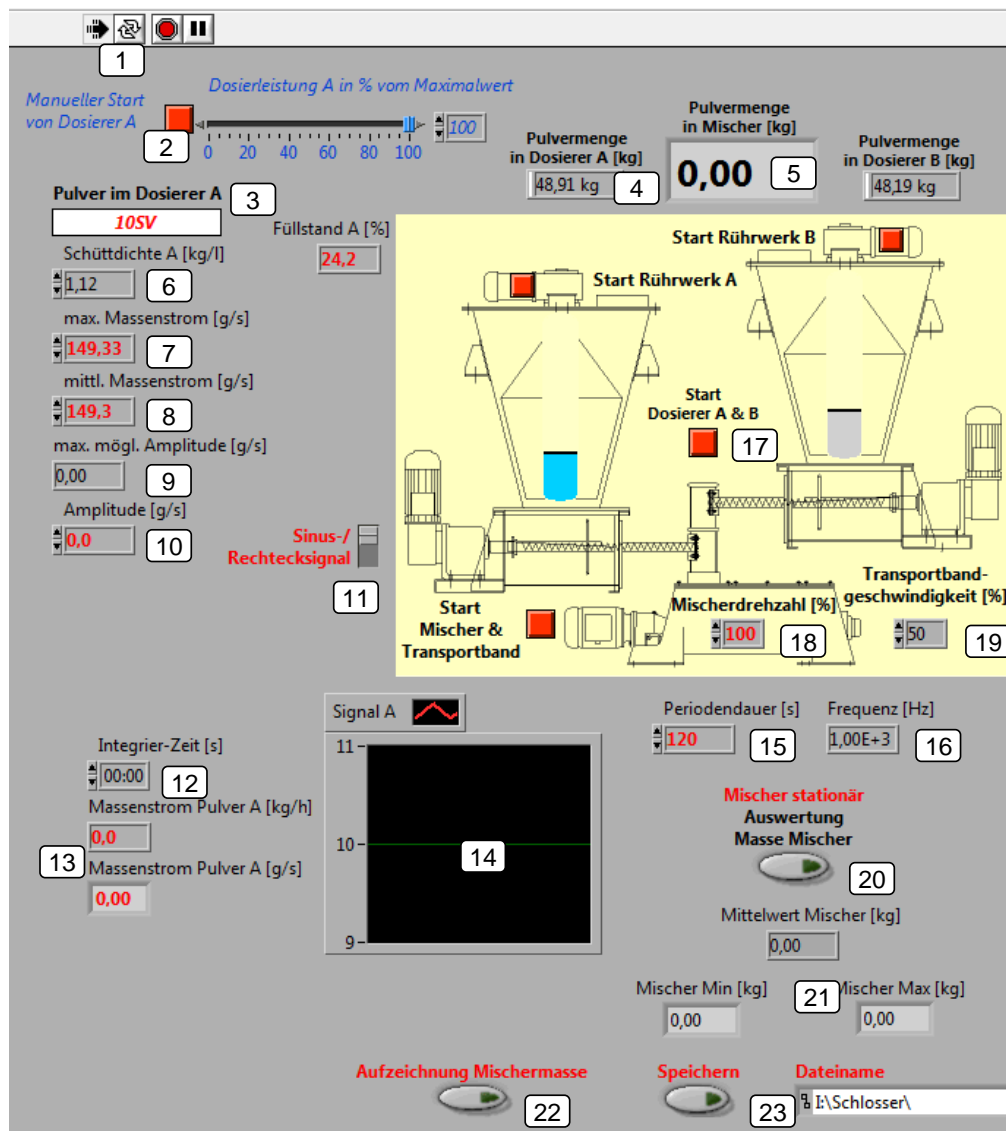 1
Manueller Start
von Dosierer A
2
Dosierleistung A in % vom Maximalwert
0 20 40 60 80 100
100
Pulvermenge
in Dosierer A [kg]
48,91 kg
4
Pulvermenge
in Mischer [kg]
0,00
5
Pulvermenge
in Dosierer B [kg]
48,19 kg
Pulver im Dosierer A
3
10SV
Füllstand A [%]
24,2
Schüttdichte A [kg/l]
1,12
6
max. Massenstrom [g/s]
149,33
7
mittl. Massenstrom [g/s]
149,3
8
max. mögl. Amplitude [g/s]
0,00
9
Amplitude [g/s]
0,0
10
Sinus-/
Rechtecksignal
11
Start Rührwerk B
Start Rührwerk A
Start
Dosierer A & B
17
Start
Mischer &
Transportband
Mischerdrehzahl [%]
100
18
Transportband-
geschwindigkeit [%]
50
19
Integrier-Zeit [s]
00:00
12
Massenstrom Pulver A [kg/h]
0,0
13
Massenstrom Pulver A [g/s]
0,00
Signal A
11
10
9
14
Periodendauer [s]
120
15
Frequenz [Hz]
1,00E+3
16
Mischer stationär
Auswertung
Masse Mischer
20
Mittelwert Mischer [kg]
0,00
Mischer Min [kg]
0,00
21
Mischer Max [kg]
0,00
Aufzeichnung Mischermasse
22
Speichern
23
Dateiname
I:\Schlosser\